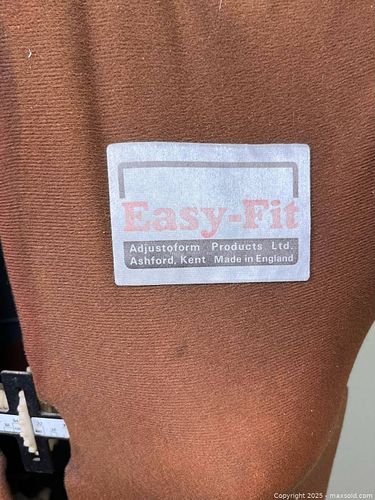 Easy-Fit
Adjustoform Products Ltd.
Ashford, Kent Made in England
Copyright 2025 - maxsold.com